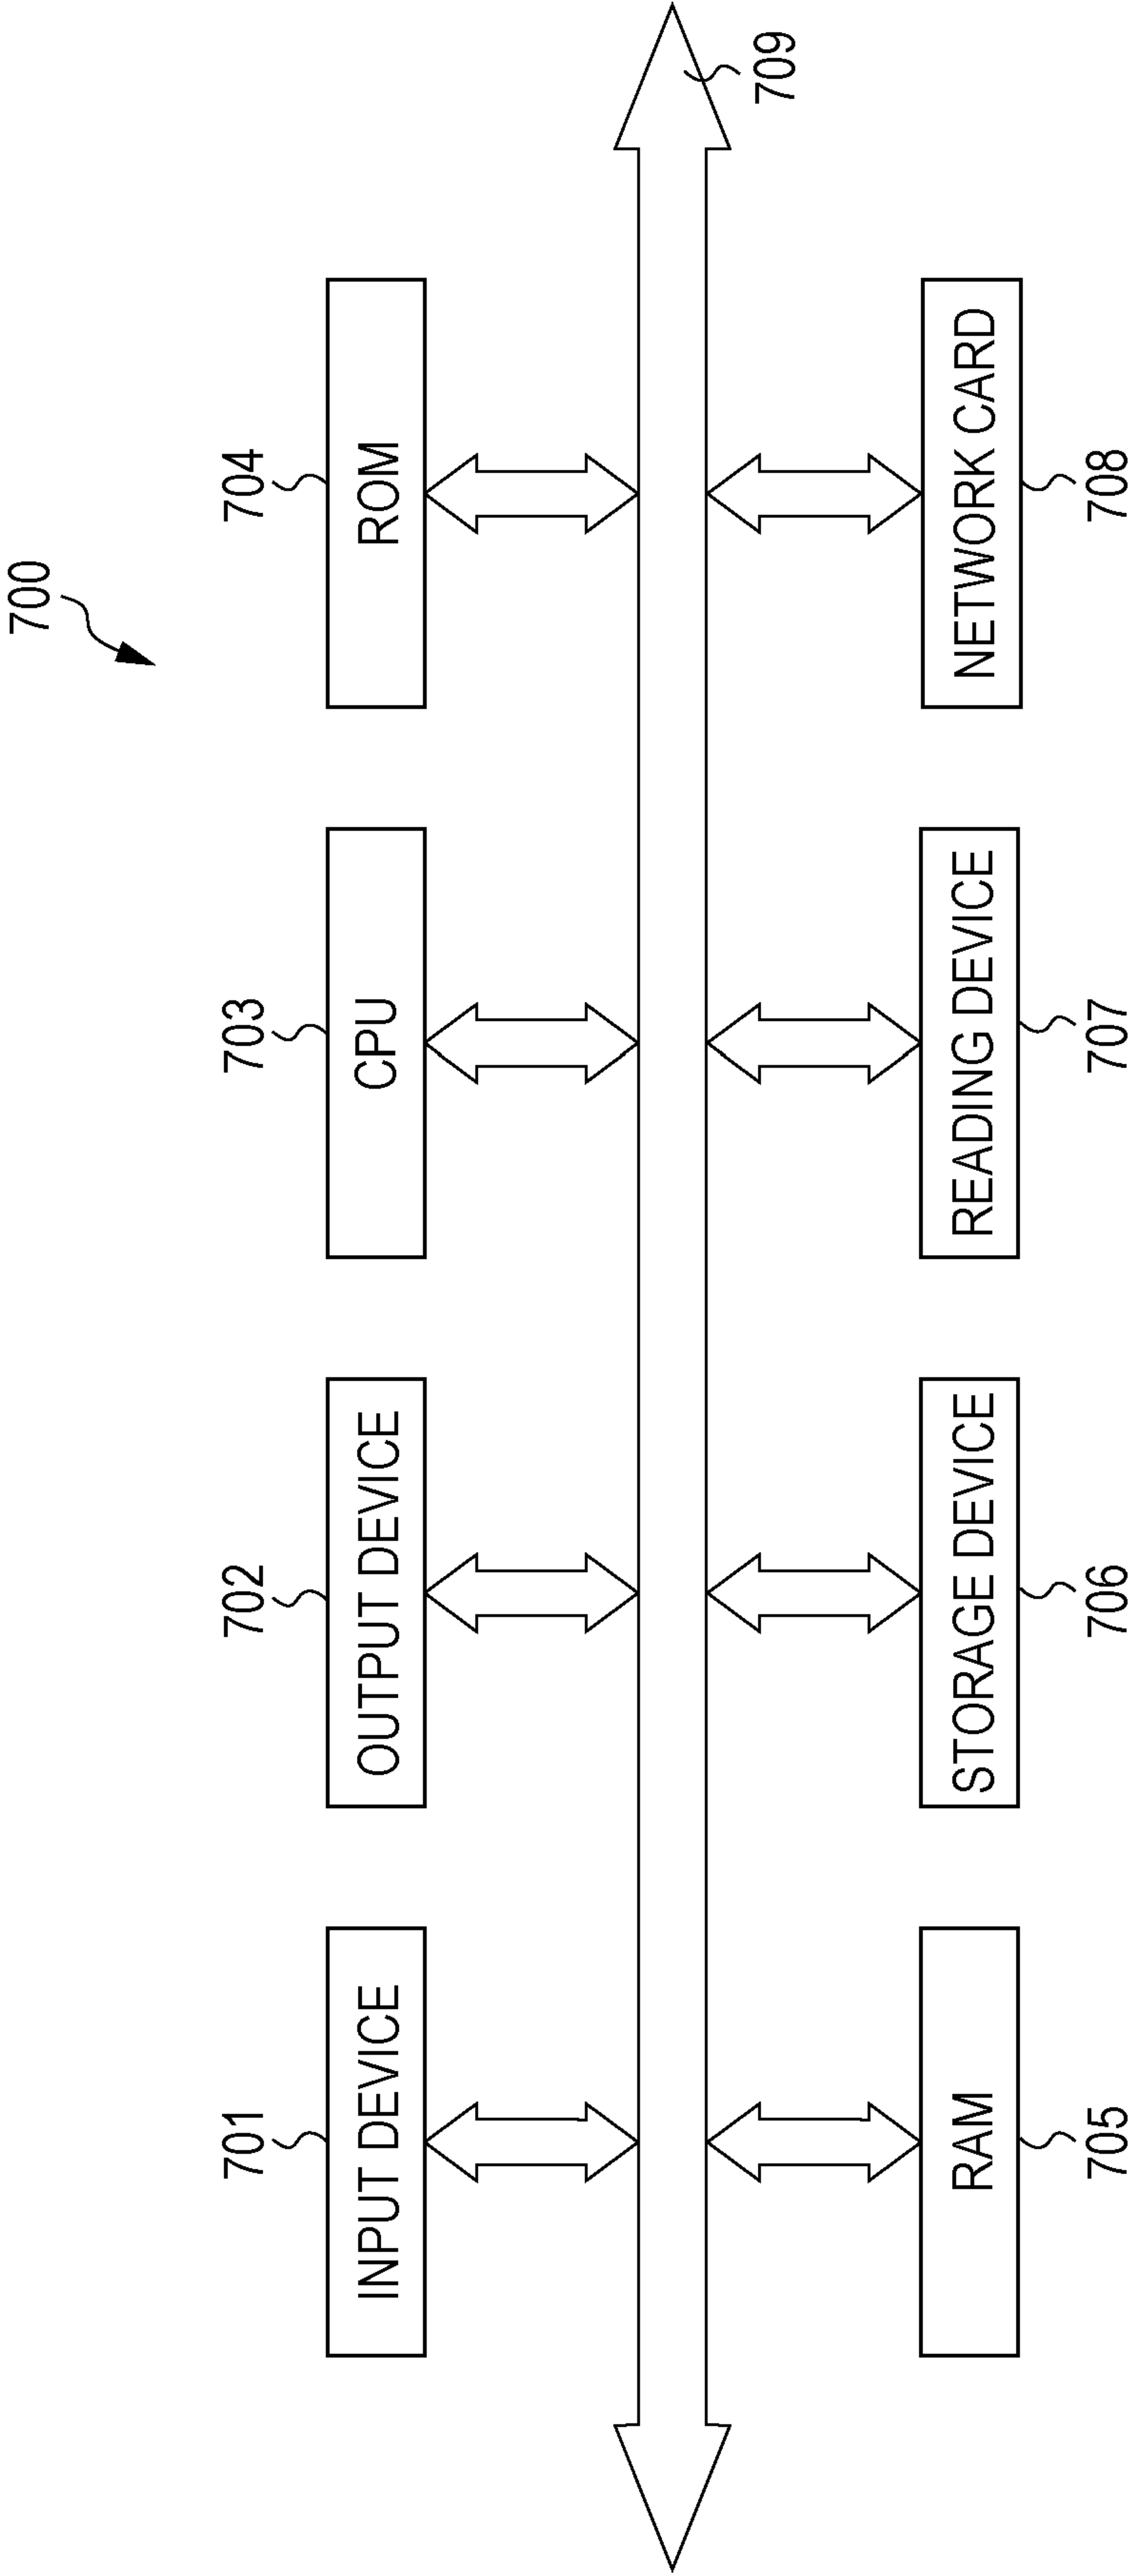 700
701
702
703
704
INPUT DEVICE
OUTPUT DEVICE
CPU
ROM
709
RAM
STORAGE DEVICE
READING DEVICE
NETWORK CARD
705
706
707
708